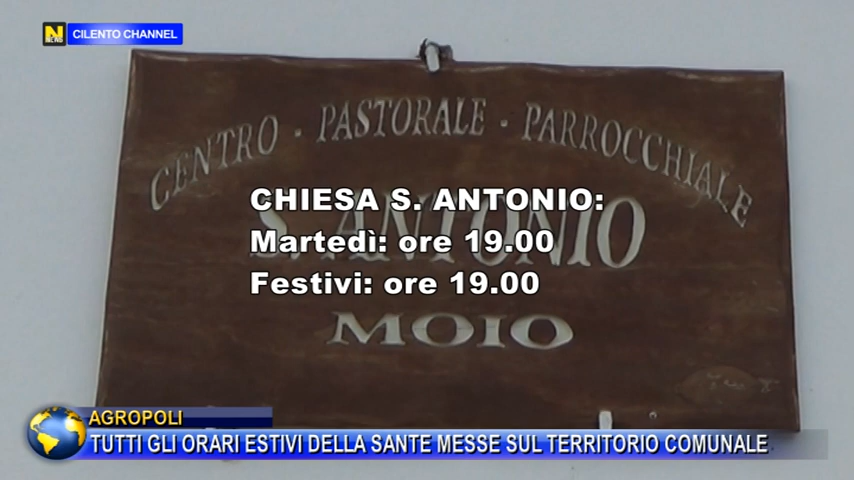 N
CILENTO CHANNEL
CENTRO - PASTORALE - PARROCCHIALE
S. ANTONIO
MOIO
CHIESA S. ANTONIO:
Martedì: ore 19.00
Festivi: ore 19.00
AGROPOLI
TUTTI GLI ORARI ESTIVI DELLA SANTE MESSE SUL TERRITORIO COMUNALE